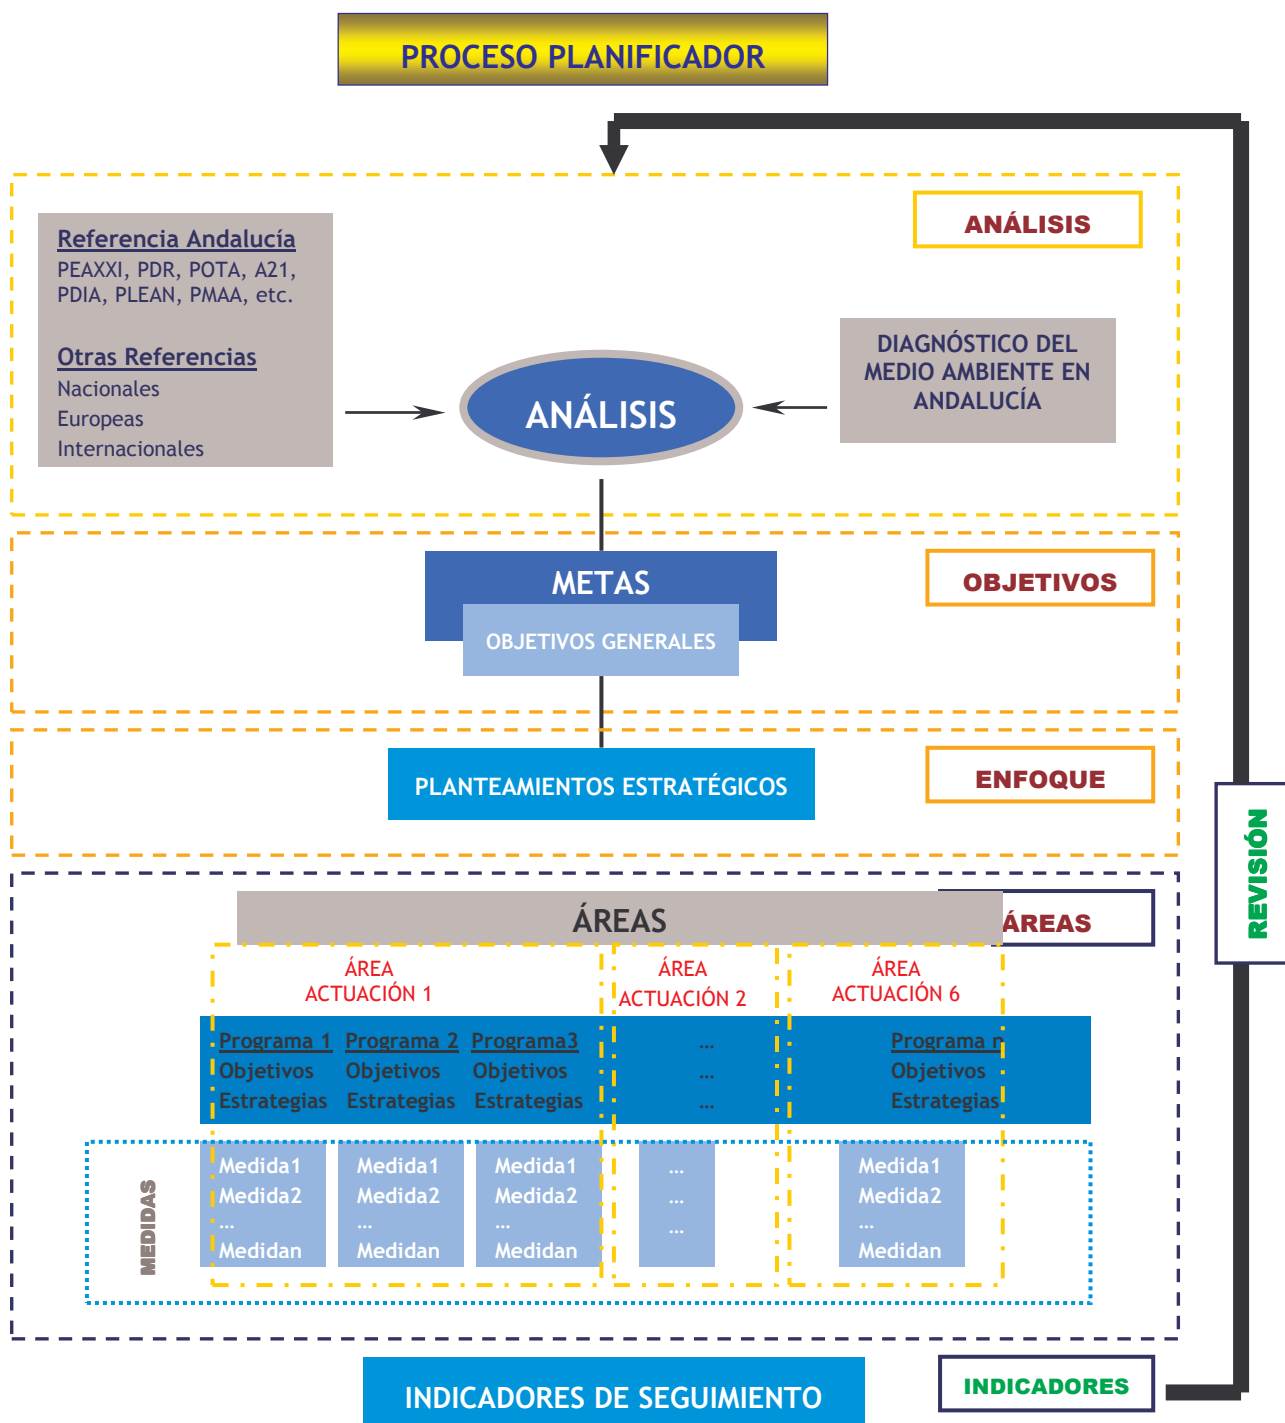 PROCESO PLANIFICADOR
ANÁLISIS
Referencia Andalucía
PEAXXI, PDR, POTA, A21,
PDIA, PLEAN, PMAA, etc.
Otras Referencias
Nacionales
Europeas
Internacionales
ANÁLISIS
DIAGNÓSTICO DEL
MEDIO AMBIENTE EN
ANDALUCÍA
METAS
OBJETIVOS GENERALES
OBJETIVOS
PLANTEAMIENTOS ESTRATÉGICOS
ENFOQUE
REVISIÓN
ÁREAS
ÁREAS
ÁREA
ACTUACIÓN 1
ÁREA
ACTUACIÓN 2
ÁREA
ACTUACIÓN 6
Programa 1 Programa 2 Programa3 ... Programa n
Objetivos Objetivos Objetivos ... Objetivos
Estrategias Estrategias Estrategias ... Estrategias
MEDIDAS
Medida1 Medida1 Medida1 ... Medida1
Medida2 Medida2 Medida2 ... Medida2
... ... ... ... ...
Medidan Medidan Medidan Medidan
INDICADORES DE SEGUIMIENTO
INDICADORES